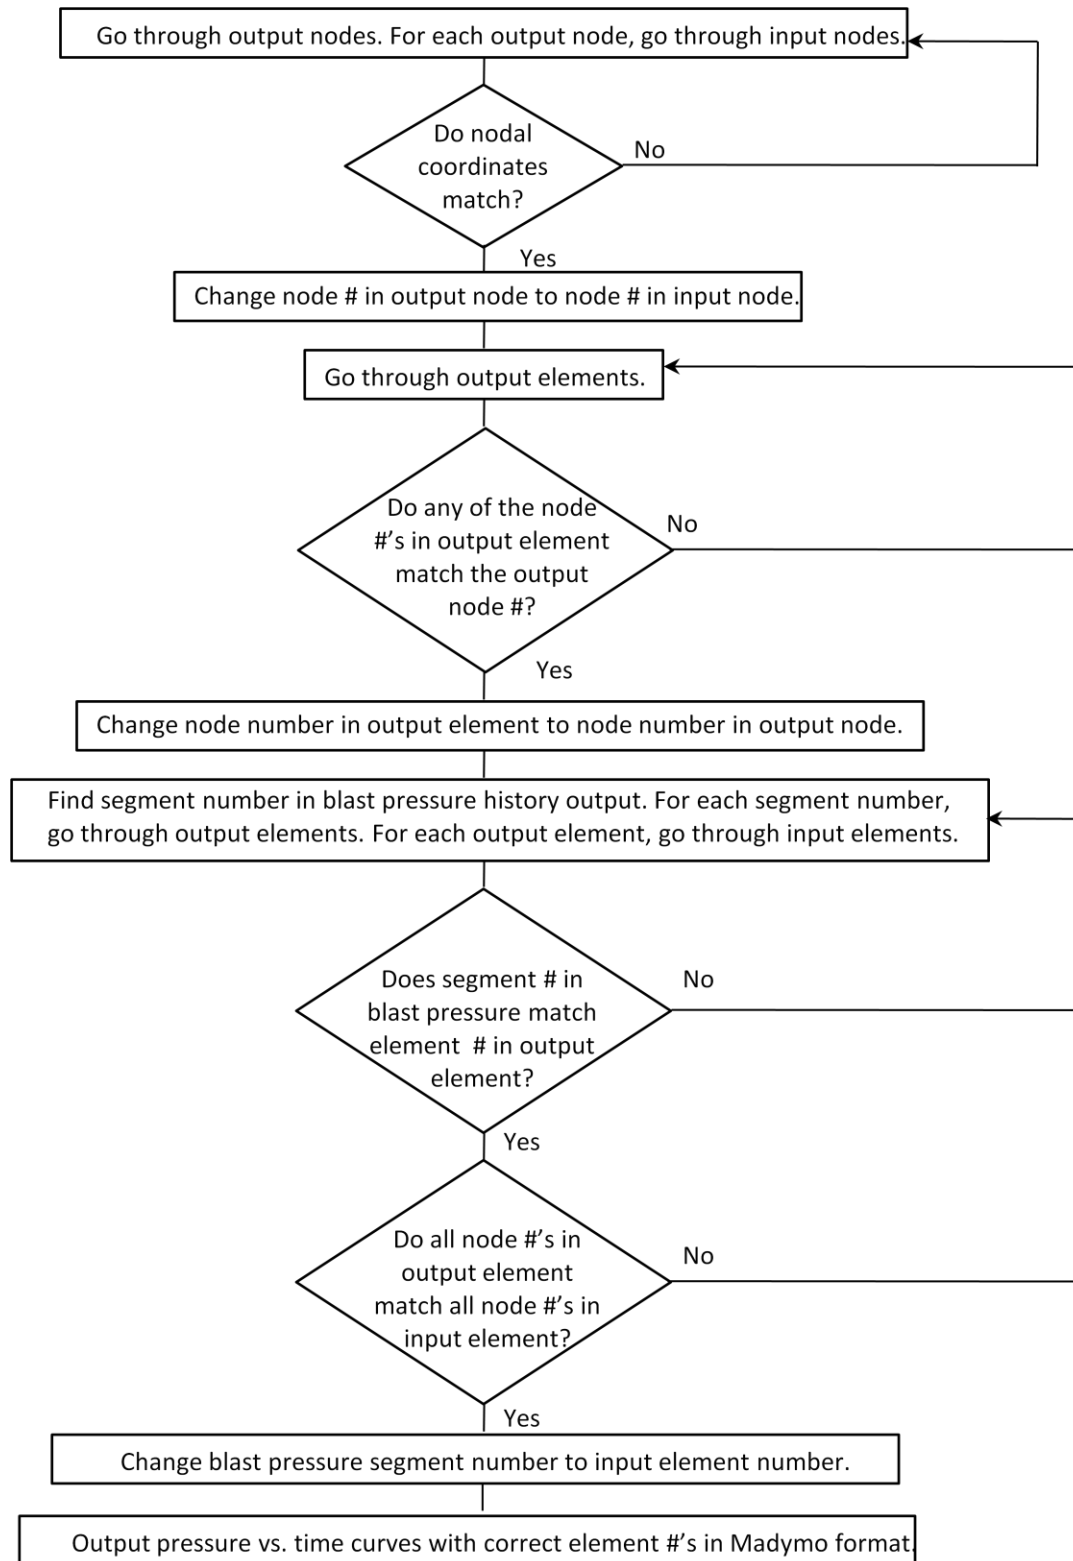 Go through output nodes. For each output node, go through input nodes.
Do nodal
coordinates
match?
No
Yes
Change node # in output node to node # in input node.
Go through output elements.
Do any of the node
#'s in output element
match the output
node #?
No
Yes
Change node number in output element to node number in output node.
Find segment number in blast pressure history output. For each segment number,
go through output elements. For each output element, go through input elements.
Does segment # in
blast pressure match
element  # in output
element?
No
Yes
Do all node #'s in
output element
match all node #'s in
input element?
No
Yes
Change blast pressure segment number to input element number.
Output pressure vs. time curves with correct element #'s in Madymo format.